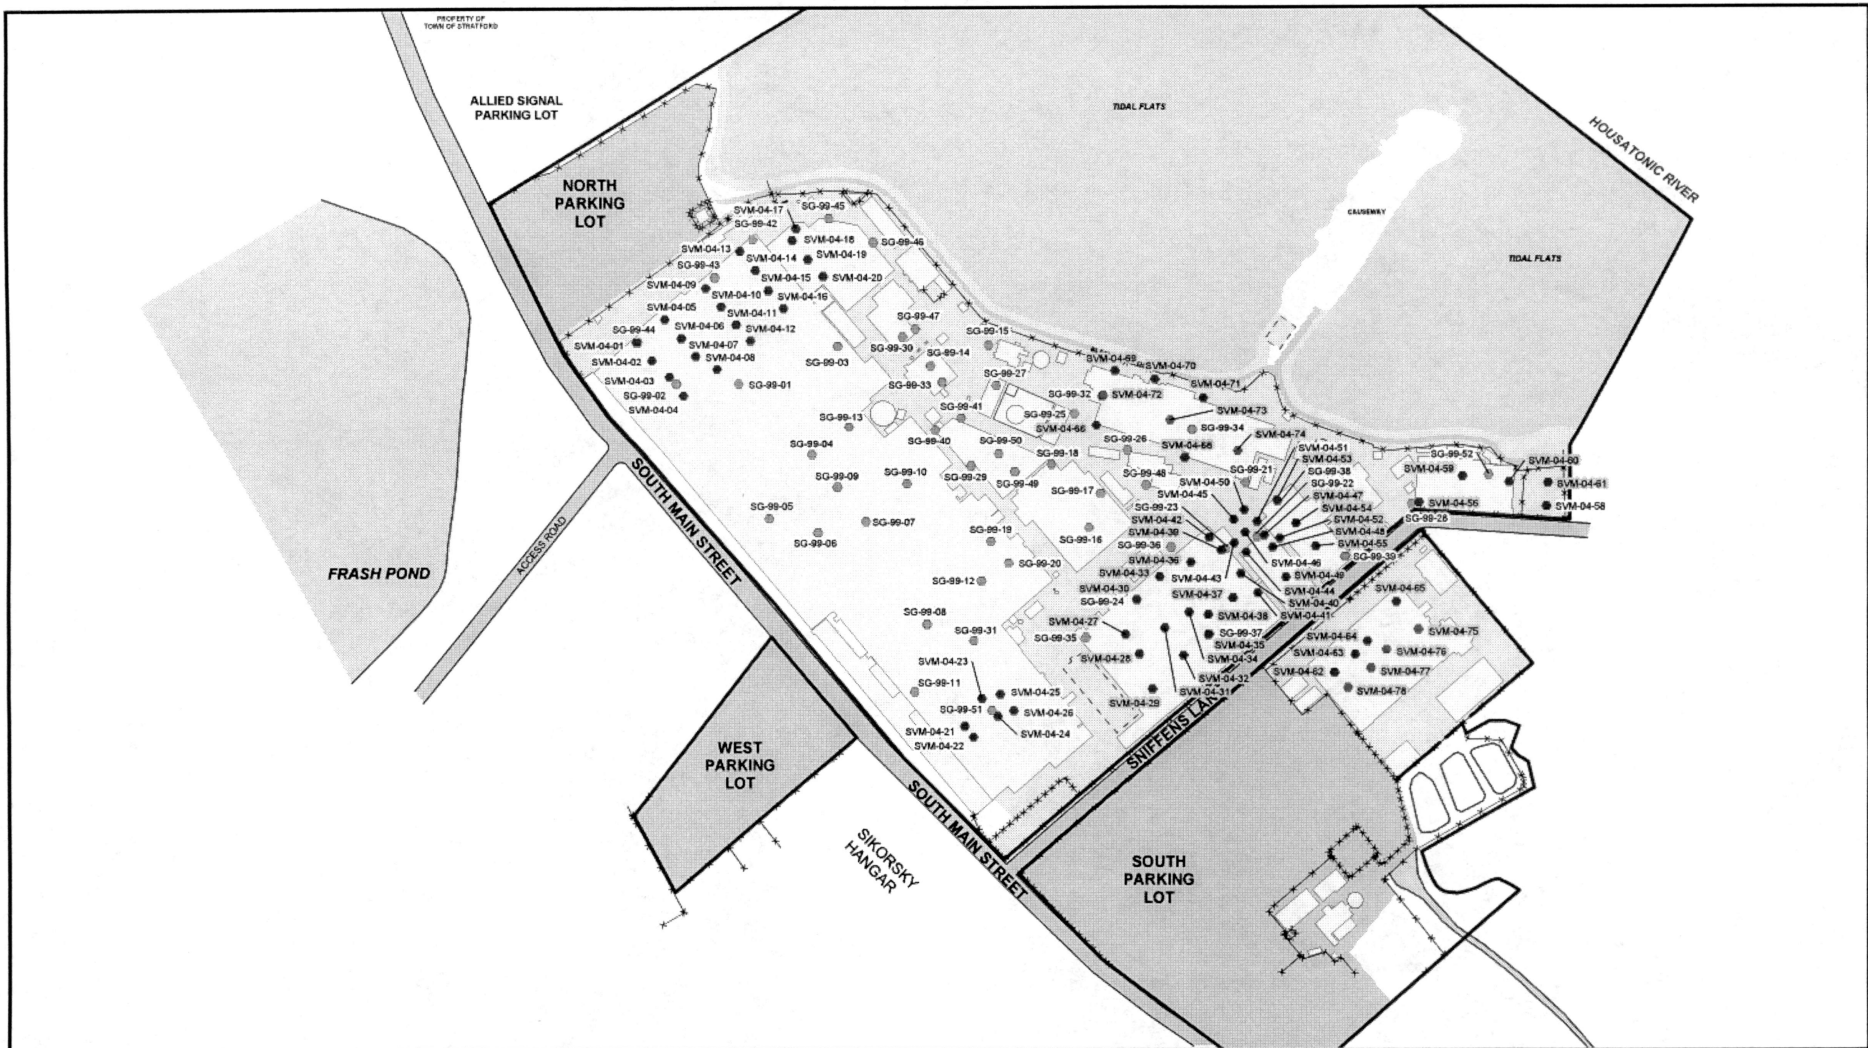 PROPERTY OF
TOWN OF STRATFORD
ALLIED SIGNAL
PARKING LOT
TIDAL FLATS
HOUSATONIC RIVER
NORTH
PARKING
LOT
CAUSEWAY
TIDAL FLATS
SVM-04-17
SG-99-45
SG-99-42
SVM-04-18
SG-99-46
SVM-04-13
SVM-04-14
SVM-04-19
SG-99-43
SVM-04-15
SVM-04-20
SVM-04-09
SVM-04-10
SVM-04-16
SVM-04-05
SVM-04-11
SG-99-44
SVM-04-06
SVM-04-12
SG-99-47
SG-99-15
SVM-04-01
SVM-04-07
SG-99-30
SG-99-14
SVM-04-02
SVM-04-08
SG-99-03
SVM-04-69
SVM-04-70
SVM-04-03
SG-99-01
SG-99-33
SG-99-27
SVM-04-71
SG-99-02
SG-99-32
SVM-04-72
SVM-04-04
SG-99-13
SG-99-41
SG-99-25
SVM-04-73
SVM-04-66
SG-99-34
SG-99-04
SG-99-40
SG-99-50
SG-99-26
SVM-04-74
SG-99-18
SVM-04-68
SVM-04-51
SVM-04-53
SG-99-52
SVM-04-60
SG-99-09
SG-99-10
SG-99-29
SG-99-49
SG-99-48
SG-99-21
SG-99-38
SVM-04-59
SVM-04-50
SG-99-22
SVM-04-61
SG-99-17
SVM-04-45
SVM-04-47
SG-99-05
SG-99-23
SVM-04-54
SVM-04-56
SVM-04-58
SG-99-07
SVM-04-42
SVM-04-52
SG-99-28
SG-99-19
SVM-04-39
SVM-04-48
SG-99-06
SG-99-16
SG-99-36
SVM-04-55
SG-99-39
SG-99-20
SVM-04-36
SVM-04-46
SG-99-12
SVM-04-33
SVM-04-43
SVM-04-49
SVM-04-30
SVM-04-37
SVM-04-44
SVM-04-65
SG-99-24
SVM-04-40
SG-99-08
SVM-04-27
SVM-04-38
SVM-04-41
SG-99-31
SG-99-35
SG-99-37
SVM-04-75
SVM-04-35
SVM-04-64
SVM-04-23
SVM-04-28
SVM-04-34
SVM-04-63
SVM-04-76
SVM-04-32
SVM-04-62
SVM-04-77
SG-99-11
SVM-04-25
SVM-04-31
SVM-04-78
SG-99-51
SVM-04-26
SVM-04-29
SVM-04-21
SVM-04-24
SVM-04-22
SOUTH MAIN STREET
ACCESS ROAD
FRASH POND
WEST
PARKING
LOT
SOUTH MAIN STREET
SIKORSKY
HANGAR
SOUTH
PARKING
LOT